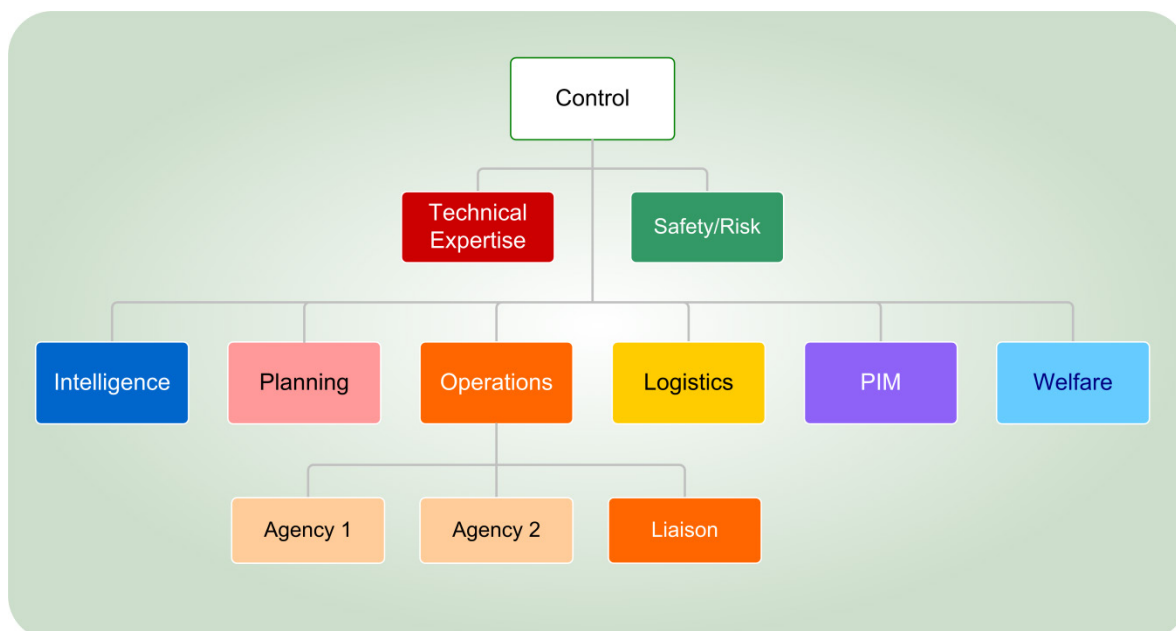 Control
Technical
Expertise
Safety/Risk
Intelligence
Planning
Operations
Logistics
PIM
Welfare
Agency 1
Agency 2
Liaison